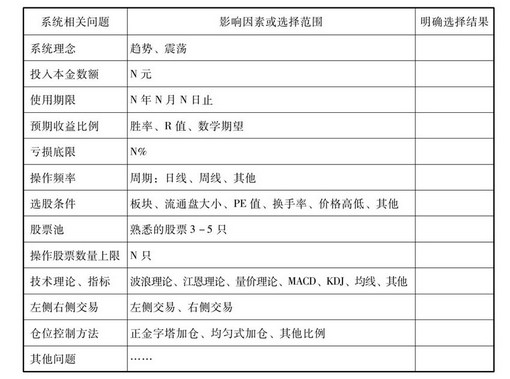 系统相关问题 影响因素或选择范围 明确选择结果
系统理念 趋势、震荡
投入本金数额 N 元
使用期限 N 年 N 月 N 日止
预期收益比例 胜率、R 值、数学期望
亏损底限 N%
操作频率 周期：日线、周线、其他
选股条件 板块、流通盘大小、PE 值、换手率、价格高低、其他
股票池 熟悉的股票 3－5 只
操作股票数量上限 N 只
技术理论、指标 波浪理论、江恩理论、量价理论、MACD、KDJ、均线、其他
左侧右侧交易 左侧交易、右侧交易
仓位控制方法 正金字塔加仓、均匀式加仓、其他比例
其他问题 ……